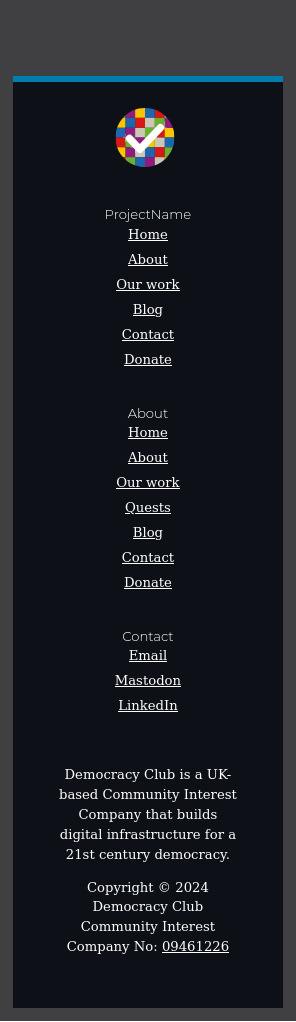 ProjectName
Home
About
Our work
Blog
Contact
Donate
About
Home
About
Our work
Quests
Blog
Contact
Donate
Contact
Email
Mastodon
LinkedIn
Democracy Club is a UK-
based Community Interest
Company that builds
digital infrastructure for a
21st century democracy.
Copyright © 2024
Democracy Club
Community Interest
Company No: 09461226